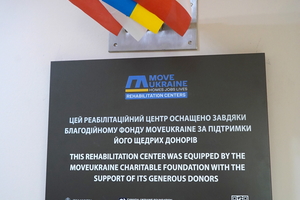 MOVE
UKRAINE
HOMES JOBS LIVES
REHABILITATION CENTERS
ЦЕЙ РЕАБІЛІТАЦІЙНИЙ ЦЕНТР ОСНАЩЕНО ЗАВДЯКИ
БЛАГОДІЙНОМУ ФОНДУ MOVEUKRAINE ЗА ПІДТРИМКИ
ЙОГО ЩЕДРИХ ДОНОРІВ
THIS REHABILITATION CENTER WAS EQUIPPED BY THE
MOVEUKRAINE CHARITABLE FOUNDATION WITH THE
SUPPORT OF ITS GENEROUS DONORS